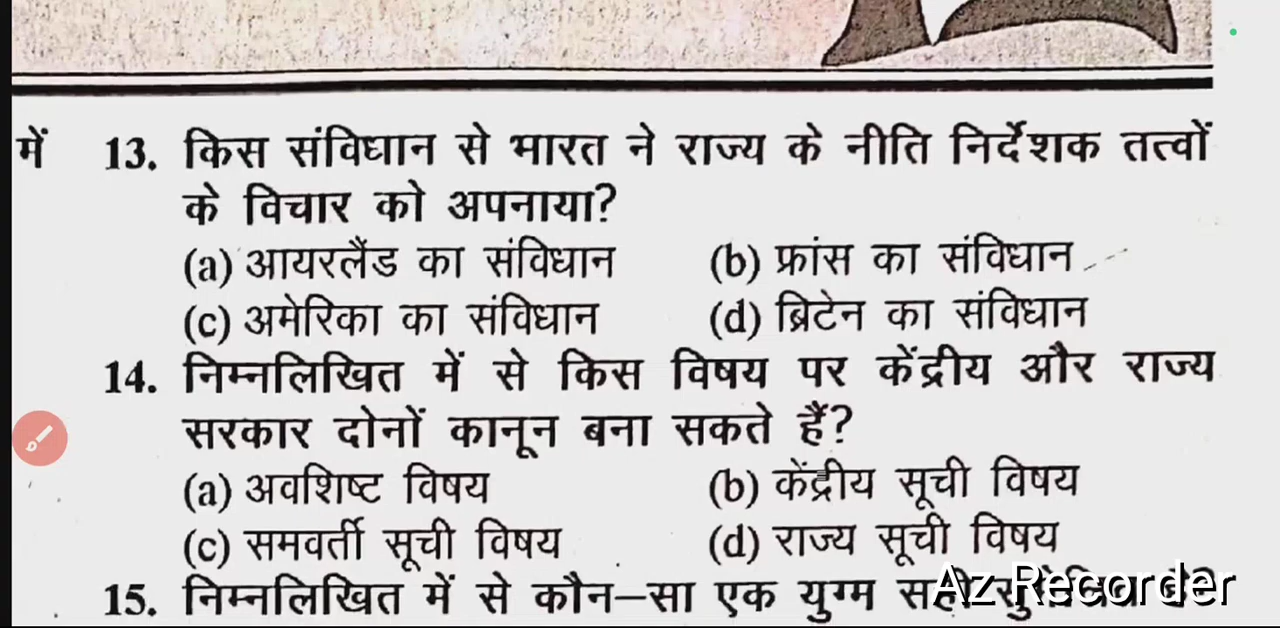 में
13. किस संविधान से भारत ने राज्य के नीति निर्देशक तत्वों
के विचार को अपनाया?
(a) आयरलैंड का संविधान (b) फ्रांस का संविधान
(c) अमेरिका का संविधान (d) ब्रिटेन का संविधान
14. निम्नलिखित में से किस विषय पर केंद्रीय और राज्य
सरकार दोनों कानून बना सकते हैं?
(a) अवशिष्ट विषय (b) केंद्रीय सूची विषय
(c) समवर्ती सूची विषय (d) राज्य सूची विषय
15. निम्नलिखित में से कौन–सा एक युग्म है?
Az Recorder